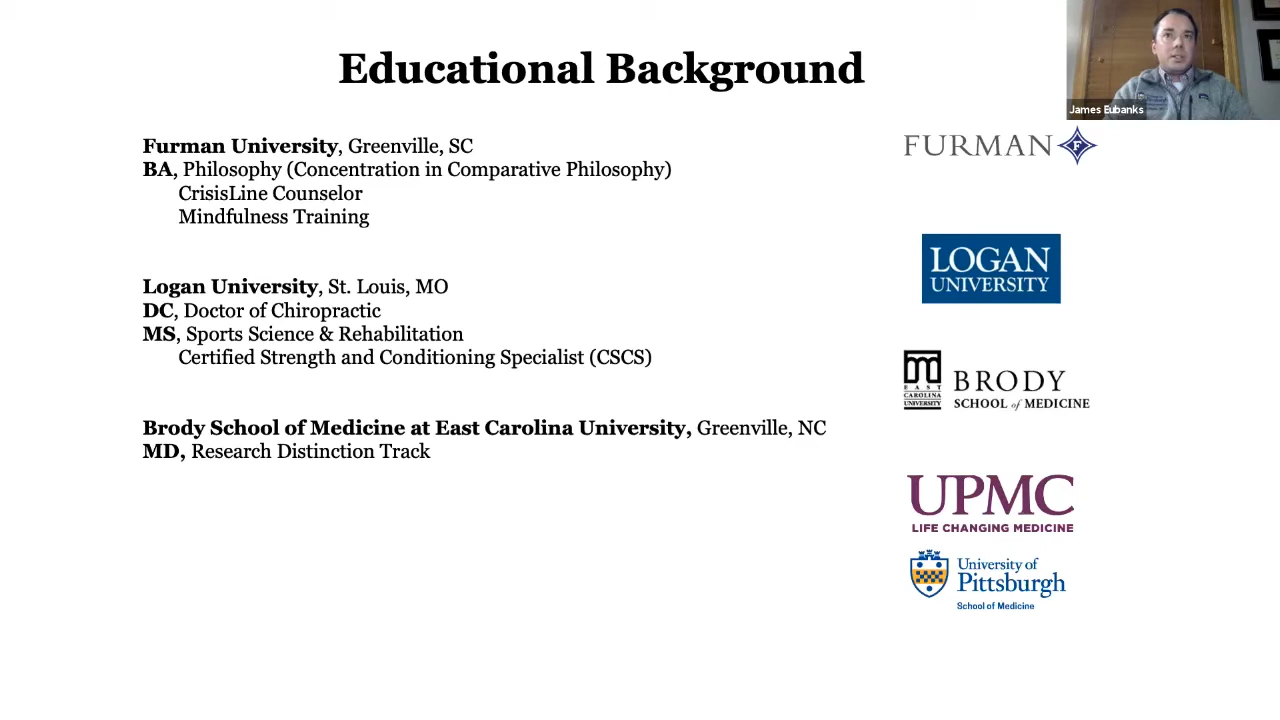 Educational Background
James Eubanks
Furman University, Greenville, SC
BA, Philosophy (Concentration in Comparative Philosophy)
CrisisLine Counselor
Mindfulness Training
FURMAN
F
Logan University, St. Louis, MO
DC, Doctor of Chiropractic
MS, Sports Science & Rehabilitation
Certified Strength and Conditioning Specialist (CSCS)
LOGAN
UNIVERSITY
Brody School of Medicine at East Carolina University, Greenville, NC
MD, Research Distinction Track
EAST
CAROLINA
UNIVERSITY
BRODY
SCHOOL of MEDICINE
UPMC
LIFE CHANGING MEDICINE
University of
Pittsburgh
School of Medicine